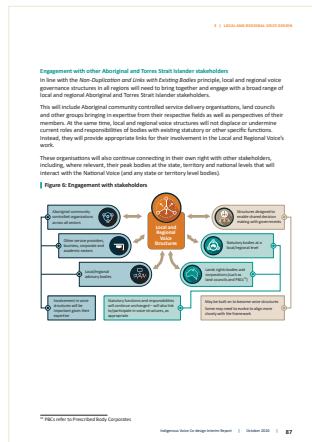 4 | LOCAL AND REGIONAL VOICE DESIGN
Engagement with other Aboriginal and Torres Strait Islander stakeholders
In line with the Non-Duplication and Links with Existing Bodies principle, local and regional voice
governance structures in all regions will need to bring together and engage with a broad range of
local and regional Aboriginal and Torres Strait Islander stakeholders.
This will include Aboriginal community controlled service delivery organisations, land councils
and other groups bringing in expertise from their respective fields as well as perspectives of their
members. At the same time, local and regional voice structures will not displace or undermine
current roles and responsibilities of bodies with existing statutory or other specific functions.
Instead, they will provide appropriate links for their involvement in the Local and Regional Voice's
work.
These organisations will also continue connecting in their own right with other stakeholders,
including, where relevant, their peak bodies at the state, territory and national levels that will
interact with the National Voice (and any state or territory level bodies).
Figure 6: Engagement with stakeholders
Aboriginal community
controlled organisations
across all sectors
Other service providers,
business, corporate and
academic sectors
Local/regional
advisory bodies
Local and
Regional
Voice
Structures
Structures designed to
enable shared decision
making with governments
Statutory bodies at a
local/regional level
Lands rights bodies and
corporations (such as
land councils and PBCs⁵⁴)
Involvement in voice
structures will be
important given their
expertise
Statutory functions and responsibilities
will continue unchanged – will also link
to/participate in voice structures, as
appropriate
May be built on to become voice structures
Some may need to evolve to align more
closely with the framework
PBCs refer to Prescribed Body Corporates
Indigenous Voice Co-design Interim Report | October 2020 | 87